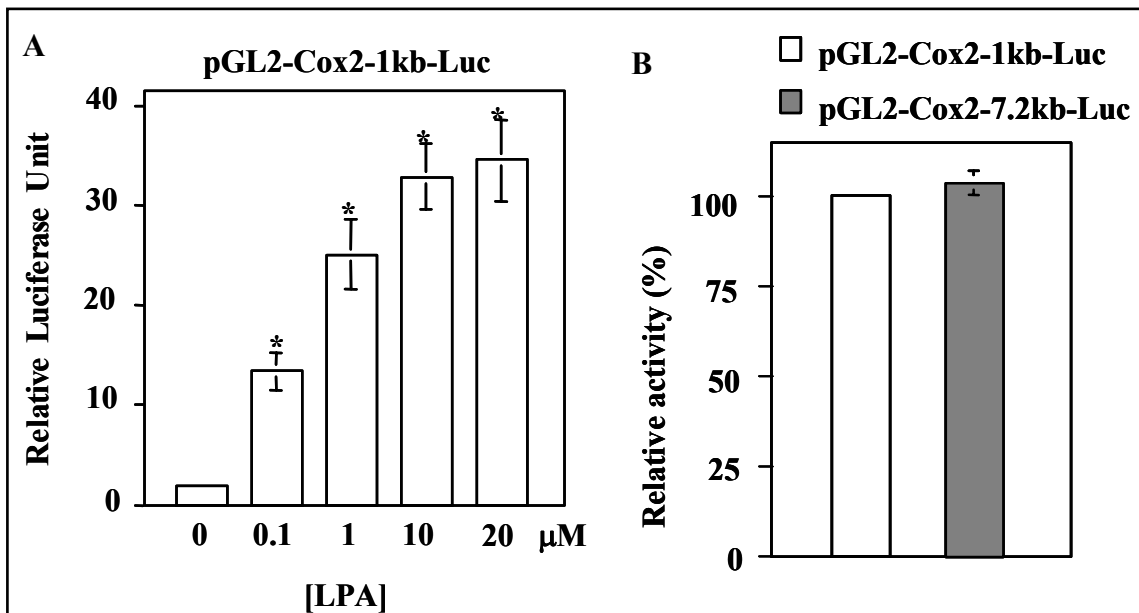 A
pGL2-Cox2-1kb-Luc
Relative Luciferase Unit
40
30
20
10
0
*
*
*
*
0 0.1 1 10 20 μM
[LPA]
B
pGL2-Cox2-1kb-Luc
pGL2-Cox2-7.2kb-Luc
Relative activity (%)
100
75
50
25
0